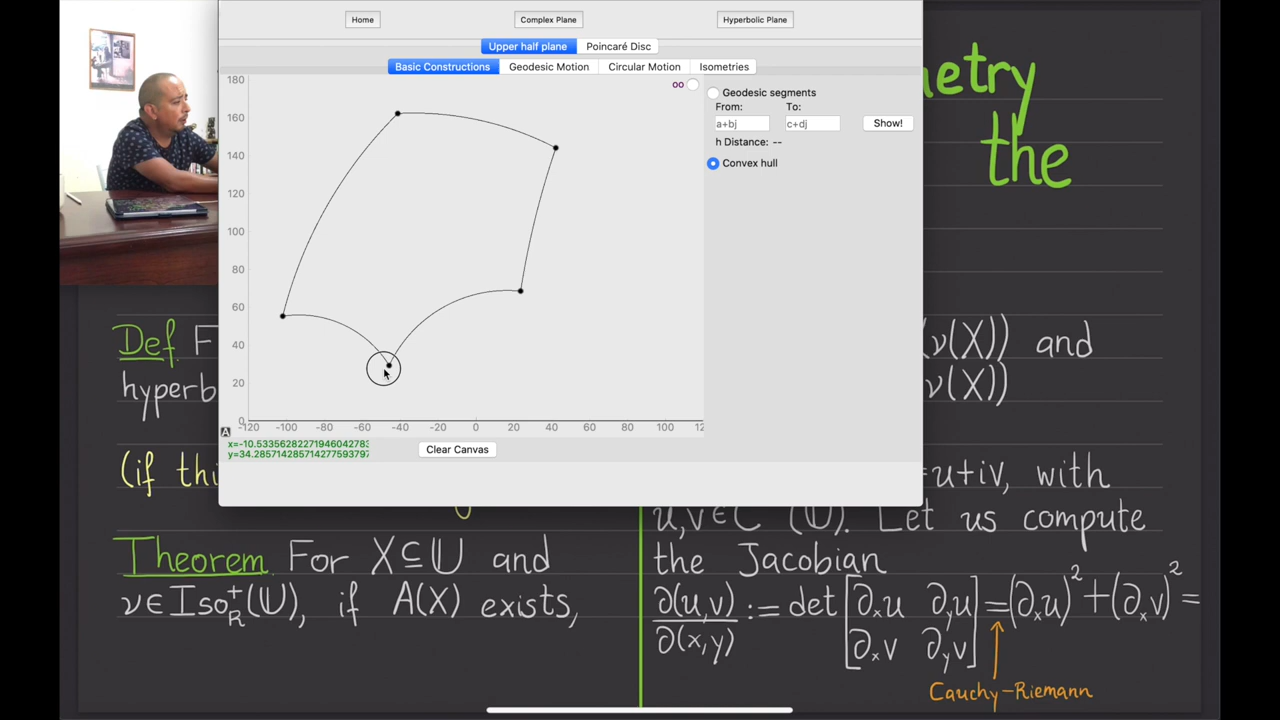 Home Complex Plane Hyperbolic Plane
Upper half plane Poincaré Disc
Basic Constructions Geodesic Motion Circular Motion Isometries
180
160
140
120
100
80
60
40
20
0
-120 -100 -80 -60 -40 -20 0 20 40 60 80 100
oo
Geodesic segments
From: To:
a+bj c+dj Show!
h Distance: --
Convex hull
A
x=-10.5335628227194604278
y=34.2857142857142775937
Clear Canvas
etry
the
Def. F
hyperb
(if thi
Theorem For X⊆𝕌 and
ν∈Iso⁺_R(𝕌), if A(X) exists,
(ν(X)) and
ν(X))
=u+iv, with
u,v∈C (𝕌). Let us compute
the Jacobian
∂(u,v)/∂(x,y) := det [∂ₓu ∂ᵧu
∂ₓv ∂ᵧv] = (∂ₓu)² + (∂ₓv)² =
Cauchy-Riemann